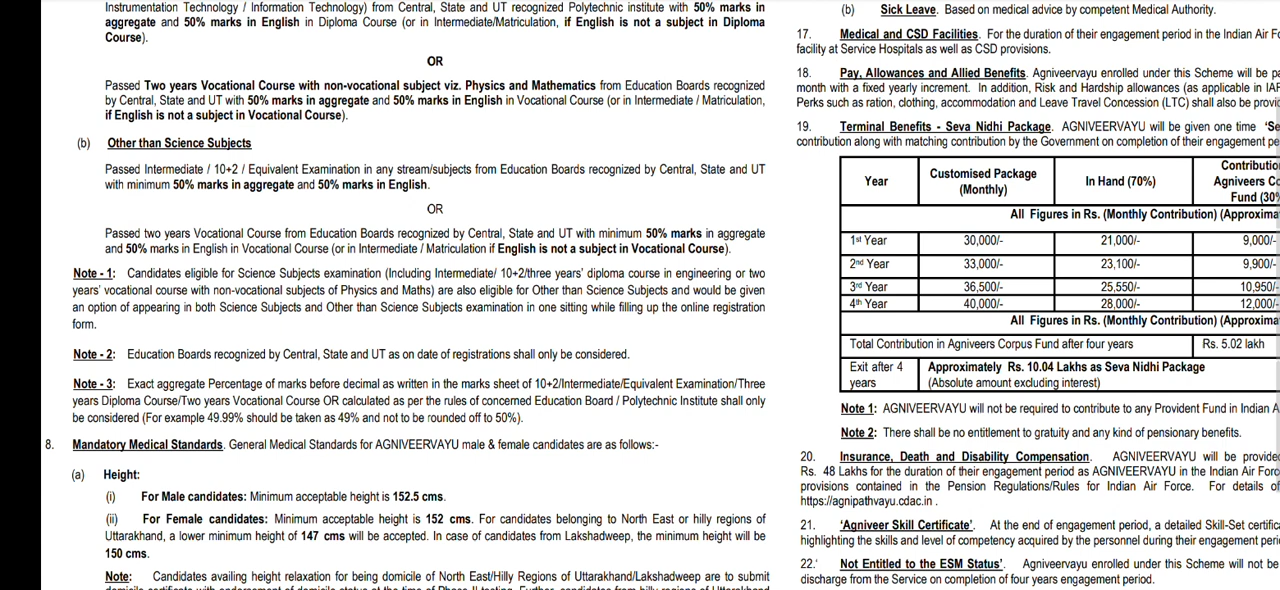 Instrumentation Technology / Information Technology) from Central, State and UT recognized Polytechnic institute with 50% marks in
aggregate and 50% marks in English in Diploma Course (or in Intermediate/Matriculation, if English is not a subject in Diploma
Course).
OR
Passed Two years Vocational Course with non-vocational subject viz. Physics and Mathematics from Education Boards recognized
by Central, State and UT with 50% marks in aggregate and 50% marks in English in Vocational Course (or in Intermediate / Matriculation,
if English is not a subject in Vocational Course).
(b) Other than Science Subjects
Passed Intermediate / 10+2 / Equivalent Examination in any stream/subjects from Education Boards recognized by Central, State and UT
with minimum 50% marks in aggregate and 50% marks in English.
OR
Passed two years Vocational Course from Education Boards recognized by Central, State and UT with minimum 50% marks in aggregate
and 50% marks in English in Vocational Course (or in Intermediate / Matriculation if English is not a subject in Vocational Course).
Note - 1: Candidates eligible for Science Subjects examination (Including Intermediate/ 10+2/three years' diploma course in engineering or two
years' vocational course with non-vocational subjects of Physics and Maths) are also eligible for Other than Science Subjects and would be given
an option of appearing in both Science Subjects and Other than Science Subjects examination in one sitting while filling up the online registration
form.
Note - 2: Education Boards recognized by Central, State and UT as on date of registrations shall only be considered.
Note - 3: Exact aggregate Percentage of marks before decimal as written in the marks sheet of 10+2/Intermediate/Equivalent Examination/Three
years Diploma Course/Two years Vocational Course OR calculated as per the rules of concerned Education Board / Polytechnic Institute shall only
be considered (For example 49.99% should be taken as 49% and not to be rounded off to 50%).
8. Mandatory Medical Standards. General Medical Standards for AGNIVEERVAYU male & female candidates are as follows:-
(a) Height:
(i) For Male candidates: Minimum acceptable height is 152.5 cms.
(ii) For Female candidates: Minimum acceptable height is 152 cms. For candidates belonging to North East or hilly regions of
Uttarakhand, a lower minimum height of 147 cms will be accepted. In case of candidates from Lakshadweep, the minimum height will be
150 cms.
Note: Candidates availing height relaxation for being domicile of North East/Hilly Regions of Uttarakhand/Lakshadweep are to submit
(b) Sick Leave. Based on medical advice by competent Medical Authority.
17. Medical and CSD Facilities. For the duration of their engagement period in the Indian Air Fo
facility at Service Hospitals as well as CSD provisions.
18. Pay, Allowances and Allied Benefits. Agniveervayu enrolled under this Scheme will be pa
month with a fixed yearly increment. In addition, Risk and Hardship allowances (as applicable in IAF
Perks such as ration, clothing, accommodation and Leave Travel Concession (LTC) shall also be provi
19. Terminal Benefits - Seva Nidhi Package. AGNIVEERVAYU will be given one time 'Se
contribution along with matching contribution by the Government on completion of their engagement pe
Year Customised Package (Monthly) In Hand (70%) Contributio Agniveers Co Fund (30%
All Figures in Rs. (Monthly Contribution) (Approxima
1st Year 30,000/- 21,000/- 9,000/-
2nd Year 33,000/- 23,100/- 9,900/-
3rd Year 36,500/- 25,550/- 10,950/-
4th Year 40,000/- 28,000/- 12,000/-
All Figures in Rs. (Monthly Contribution) (Approxima
Total Contribution in Agniveers Corpus Fund after four years Rs. 5.02 lakh
Exit after 4 years Approximately Rs. 10.04 Lakhs as Seva Nidhi Package
(Absolute amount excluding interest)
Note 1: AGNIVEERVAYU will not be required to contribute to any Provident Fund in Indian A
Note 2: There shall be no entitlement to gratuity and any kind of pensionary benefits.
20. Insurance, Death and Disability Compensation. AGNIVEERVAYU will be provide
Rs. 48 Lakhs for the duration of their engagement period as AGNIVEERVAYU in the Indian Air Forc
provisions contained in the Pension Regulations/Rules for Indian Air Force. For details of
https://agnipathvayu.cdac.in .
21. 'Agniveer Skill Certificate'. At the end of engagement period, a detailed Skill-Set certifica
highlighting the skills and level of competency acquired by the personnel during their engagement peri
22.' Not Entitled to the ESM Status'. Agniveervayu enrolled under this Scheme will not be
discharge from the Service on completion of four years engagement period.